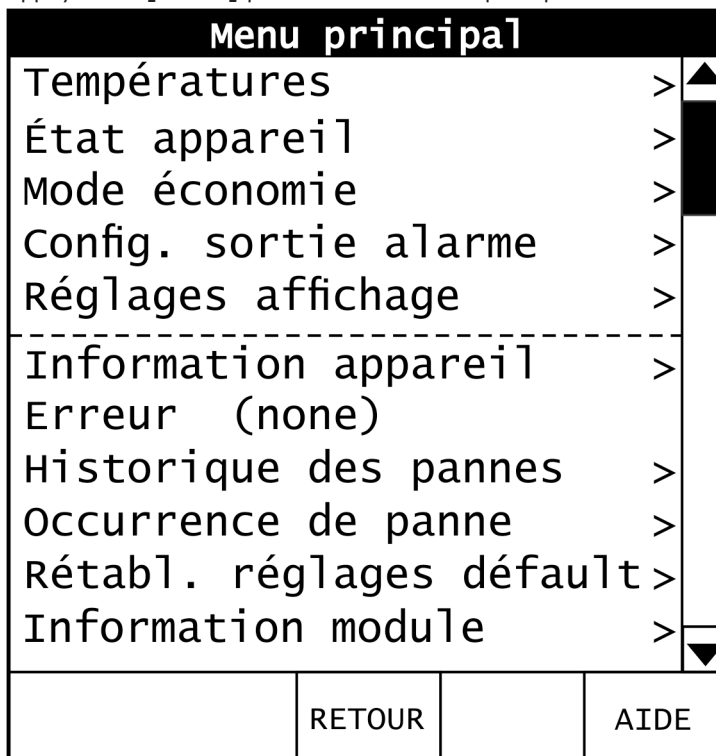 Menu principal
Températures >
État appareil >
Mode économie >
Config. sortie alarme >
Réglages affichage >
Information appareil >
Erreur (none)
Historique des pannes >
Occurrence de panne >
Rétabl. réglages défault >
Information module >
RETOUR AIDE